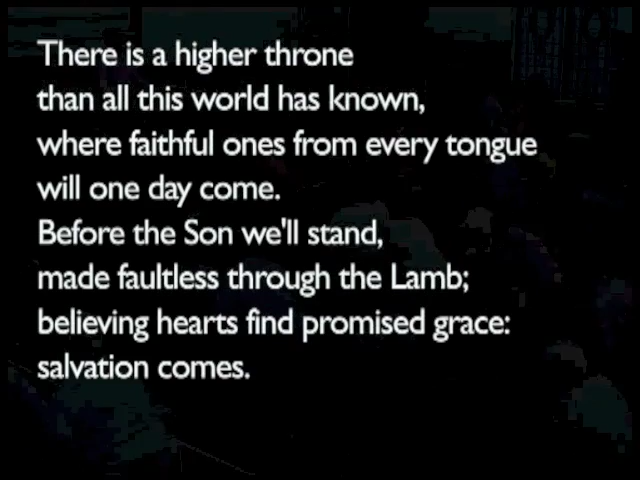 There is a higher throne
than all this world has known,
where faithful ones from every tongue
will one day come.
Before the Son we'll stand,
made faultless through the Lamb;
believing hearts find promised grace:
salvation comes.